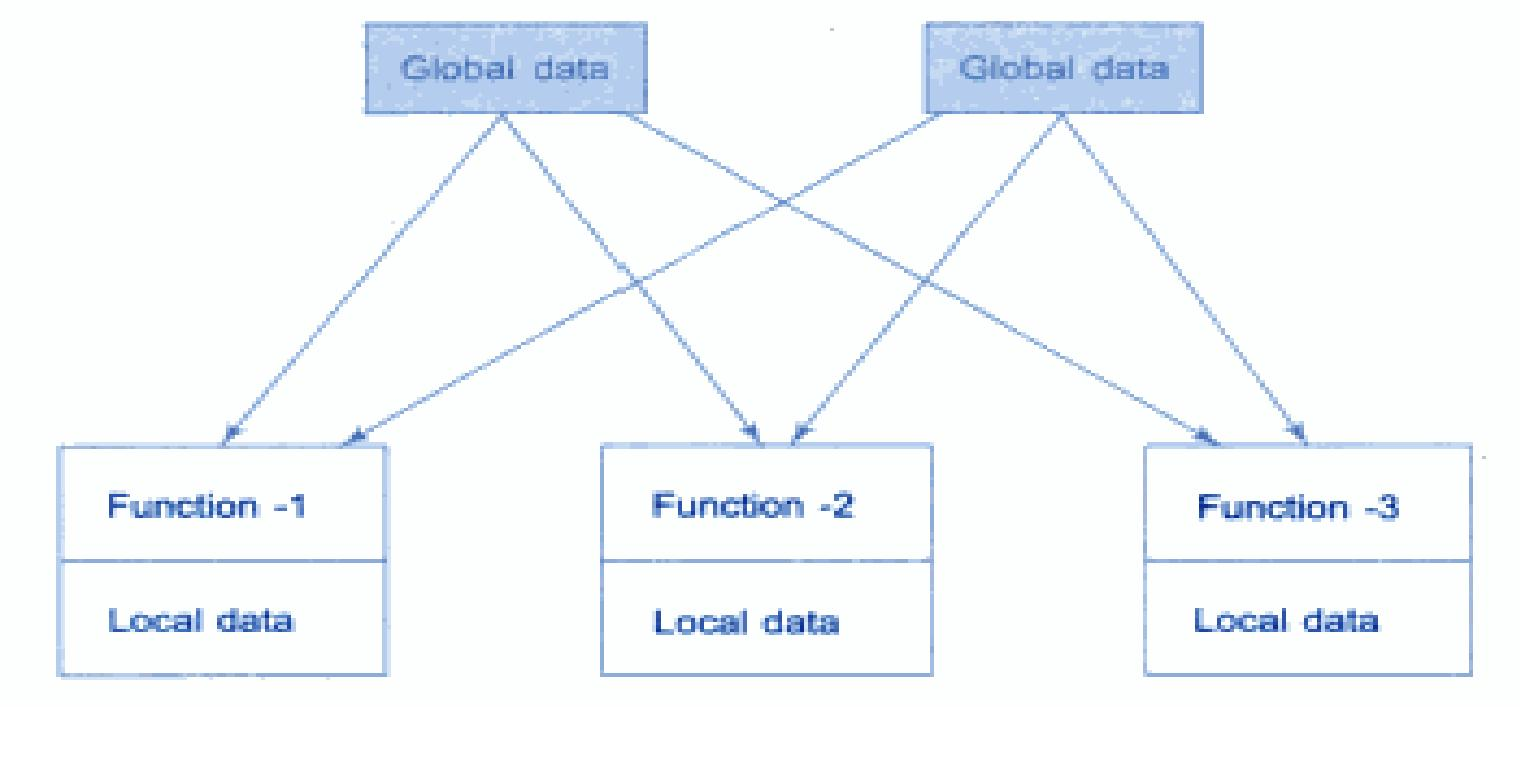 Global data
Global data
Function -1
Function -2
Function -3
Local data
Local data
Local data